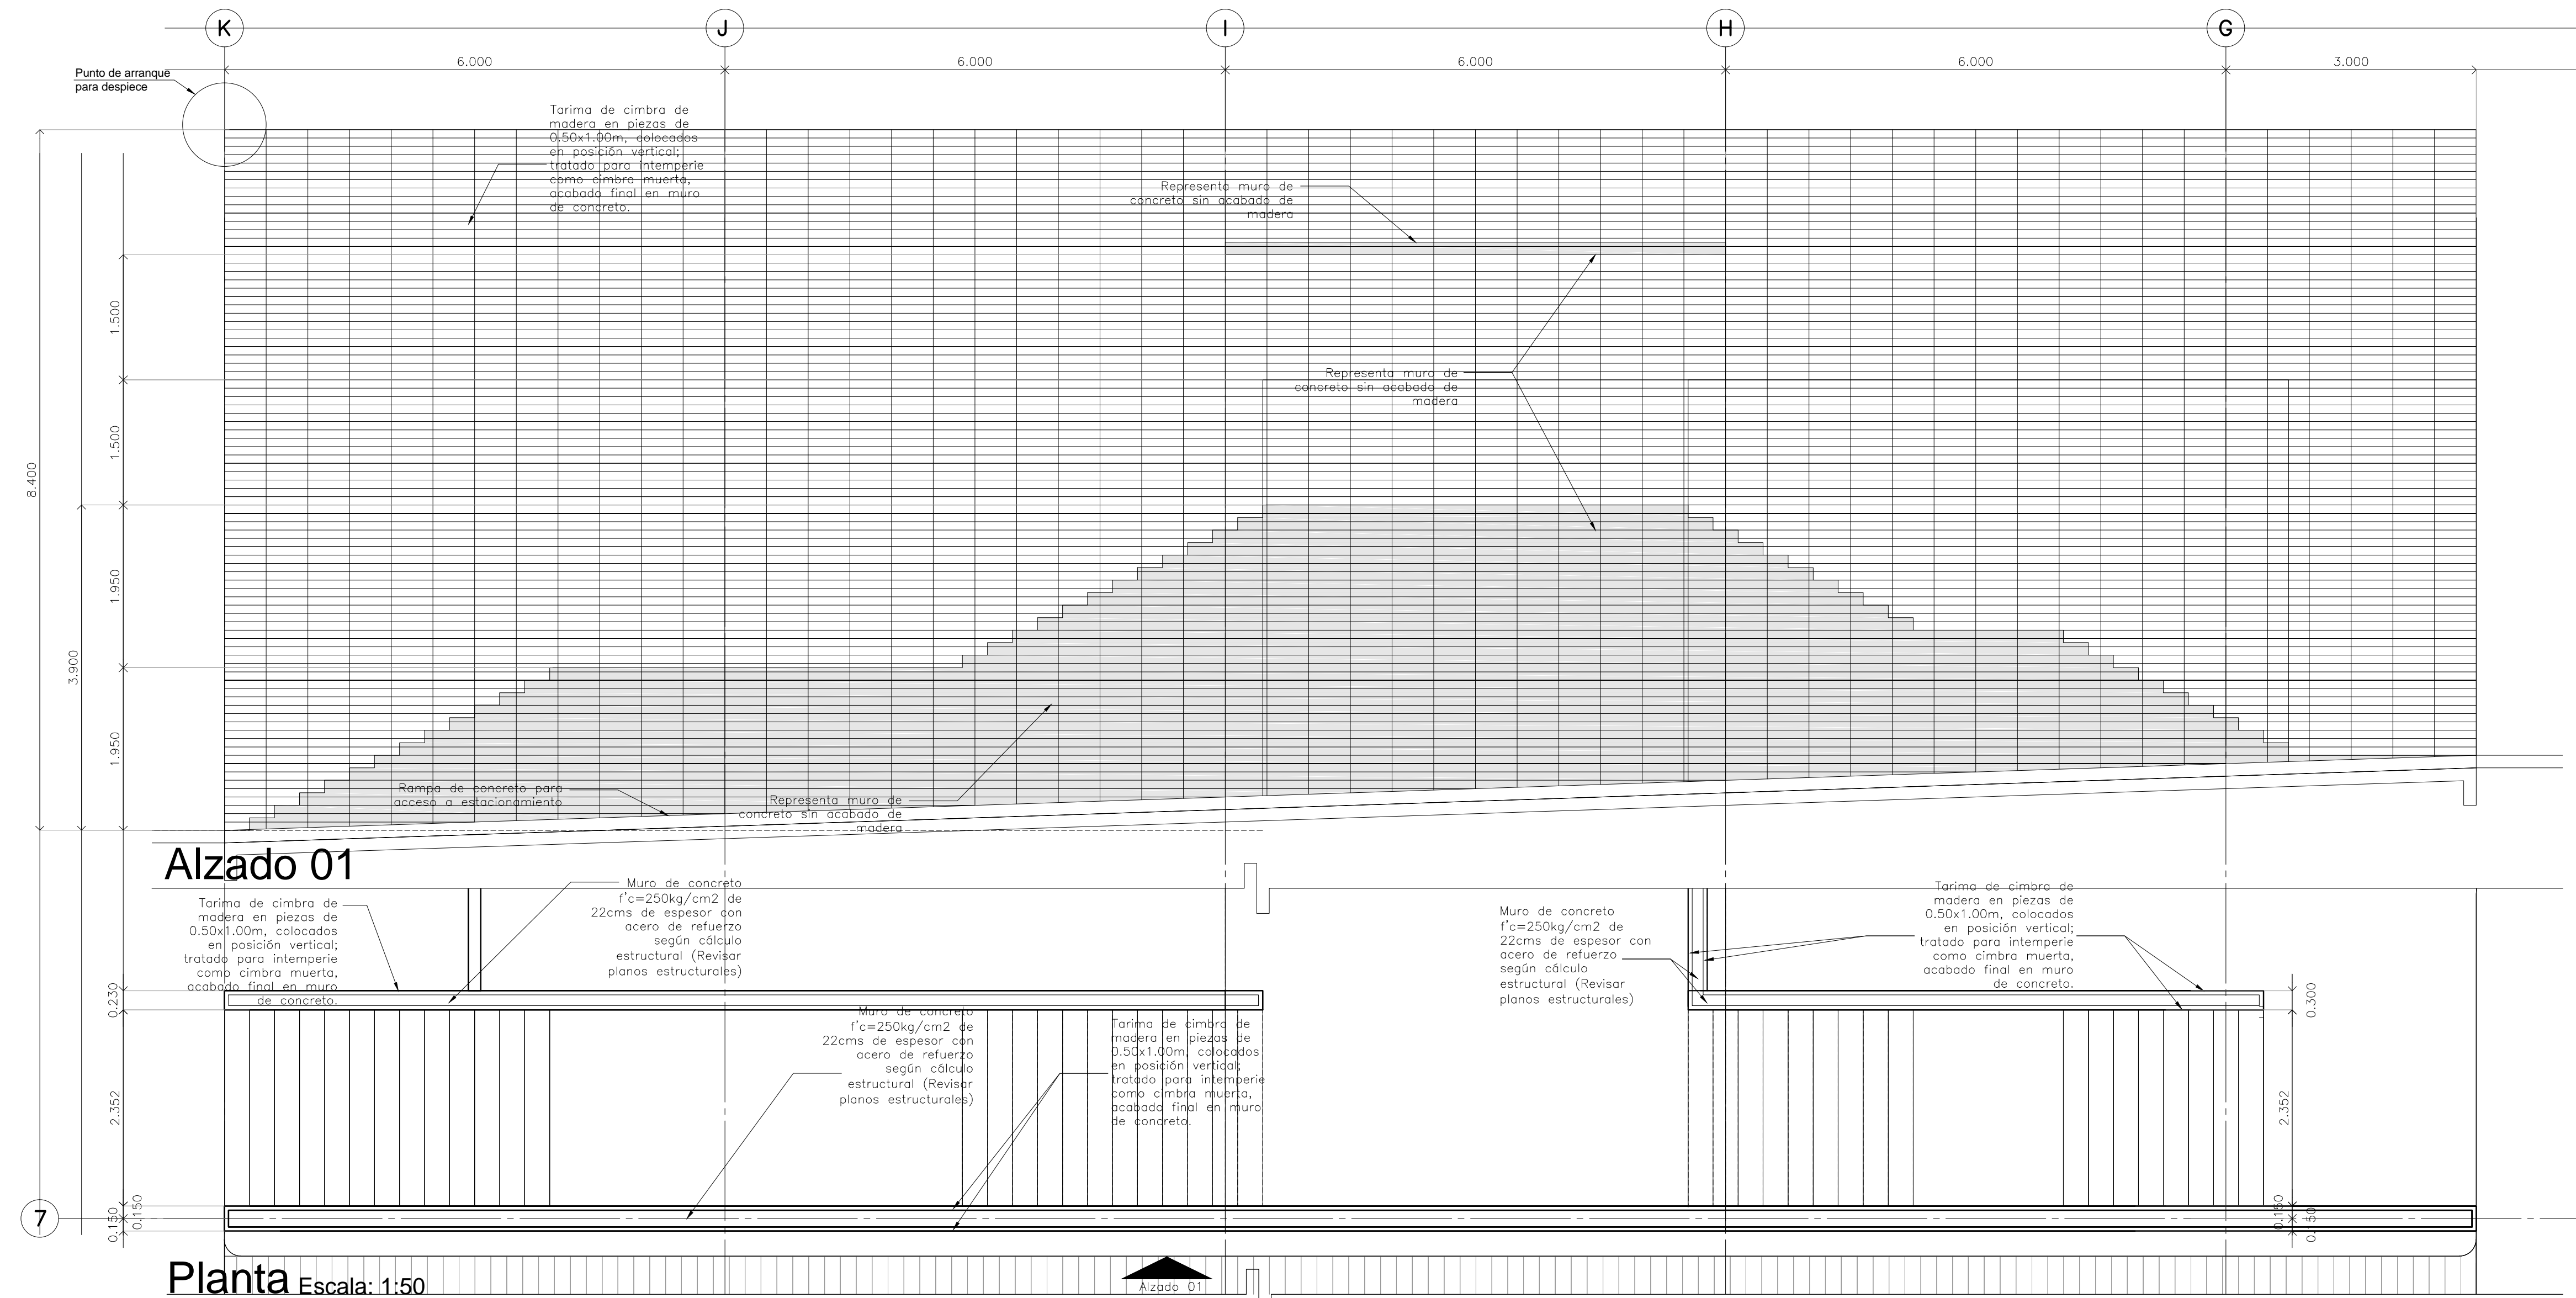 K
J
I
H
G
6.000
6.000
6.000
6.000
3.000
Punto de arranque
para despiece
Tarima de cimbra de
madera en piezas de
0.50x1.00m, colocados
en posición vertical;
tratado para intemperie
como cimbra muerta,
acabado final en muro
de concreto.
Representa muro de
concreto sin acabado de
madera
Representa muro de
concreto sin acabado de
madera
1.500
1.500
8.400
1.950
3.900
1.950
Rampa de concreto para
acceso a estacionamiento
Representa muro de
concreto sin acabado de
madera
Alzado 01
Tarima de cimbra de
madera en piezas de
0.50x1.00m, colocados
en posición vertical;
tratado para intemperie
como cimbra muerta,
acabado final en muro
de concreto.
Muro de concreto
f'c=250kg/cm2 de
22cms de espesor con
acero de refuerzo
según cálculo
estructural (Revisar
planos estructurales)
Muro de concreto
f'c=250kg/cm2 de
22cms de espesor con
acero de refuerzo
según cálculo
estructural (Revisar
planos estructurales)
Tarima de cimbra de
madera en piezas de
0.50x1.00m, colocados
en posición vertical;
tratado para intemperie
como cimbra muerta,
acabado final en muro
de concreto.
0.230
0.300
Muro de concreto
f'c=250kg/cm2 de
22cms de espesor con
acero de refuerzo
según cálculo
estructural (Revisar
planos estructurales)
Tarima de cimbra de
madera en piezas de
0.50x1.00m, colocados
en posición vertical;
tratado para intemperie
como cimbra muerta,
acabado final en muro
de concreto.
2.352
2.352
7
0.150
0.150
0.150
0.150
Planta Escala: 1:50
Alzado 01